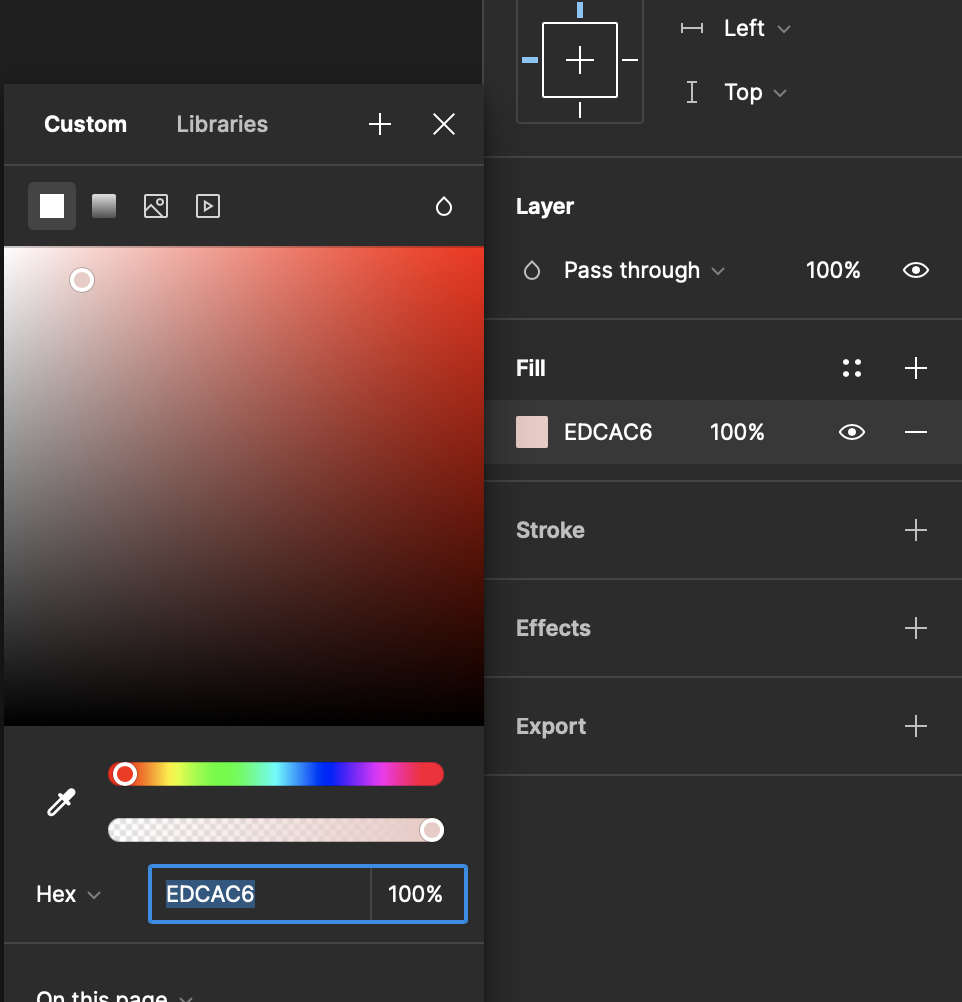 Left
Top
Custom
Libraries
Layer
Pass through
100%
Fill
EDCAC6
100%
Stroke
Effects
Export
Hex
EDCAC6
100%
On this page